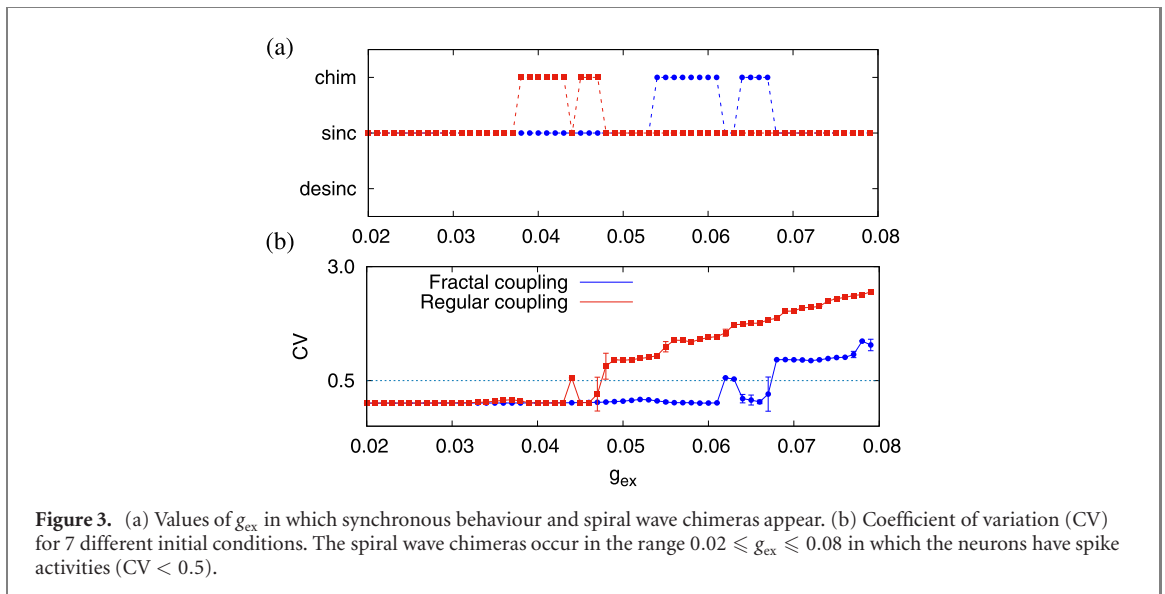 (a)
chim
sinc
desinc
0.02 0.03 0.04 0.05 0.06 0.07 0.08
(b)
3.0
Fractal coupling
Regular coupling
CV
0.5
0.02 0.03 0.04 0.05 0.06 0.07 0.08
gex
Figure 3. (a) Values of gex in which synchronous behaviour and spiral wave chimeras appear. (b) Coefficient of variation (CV)
for 7 different initial conditions. The spiral wave chimeras occur in the range 0.02 ⩽ gex ⩽ 0.08 in which the neurons have spike
activities (CV < 0.5).